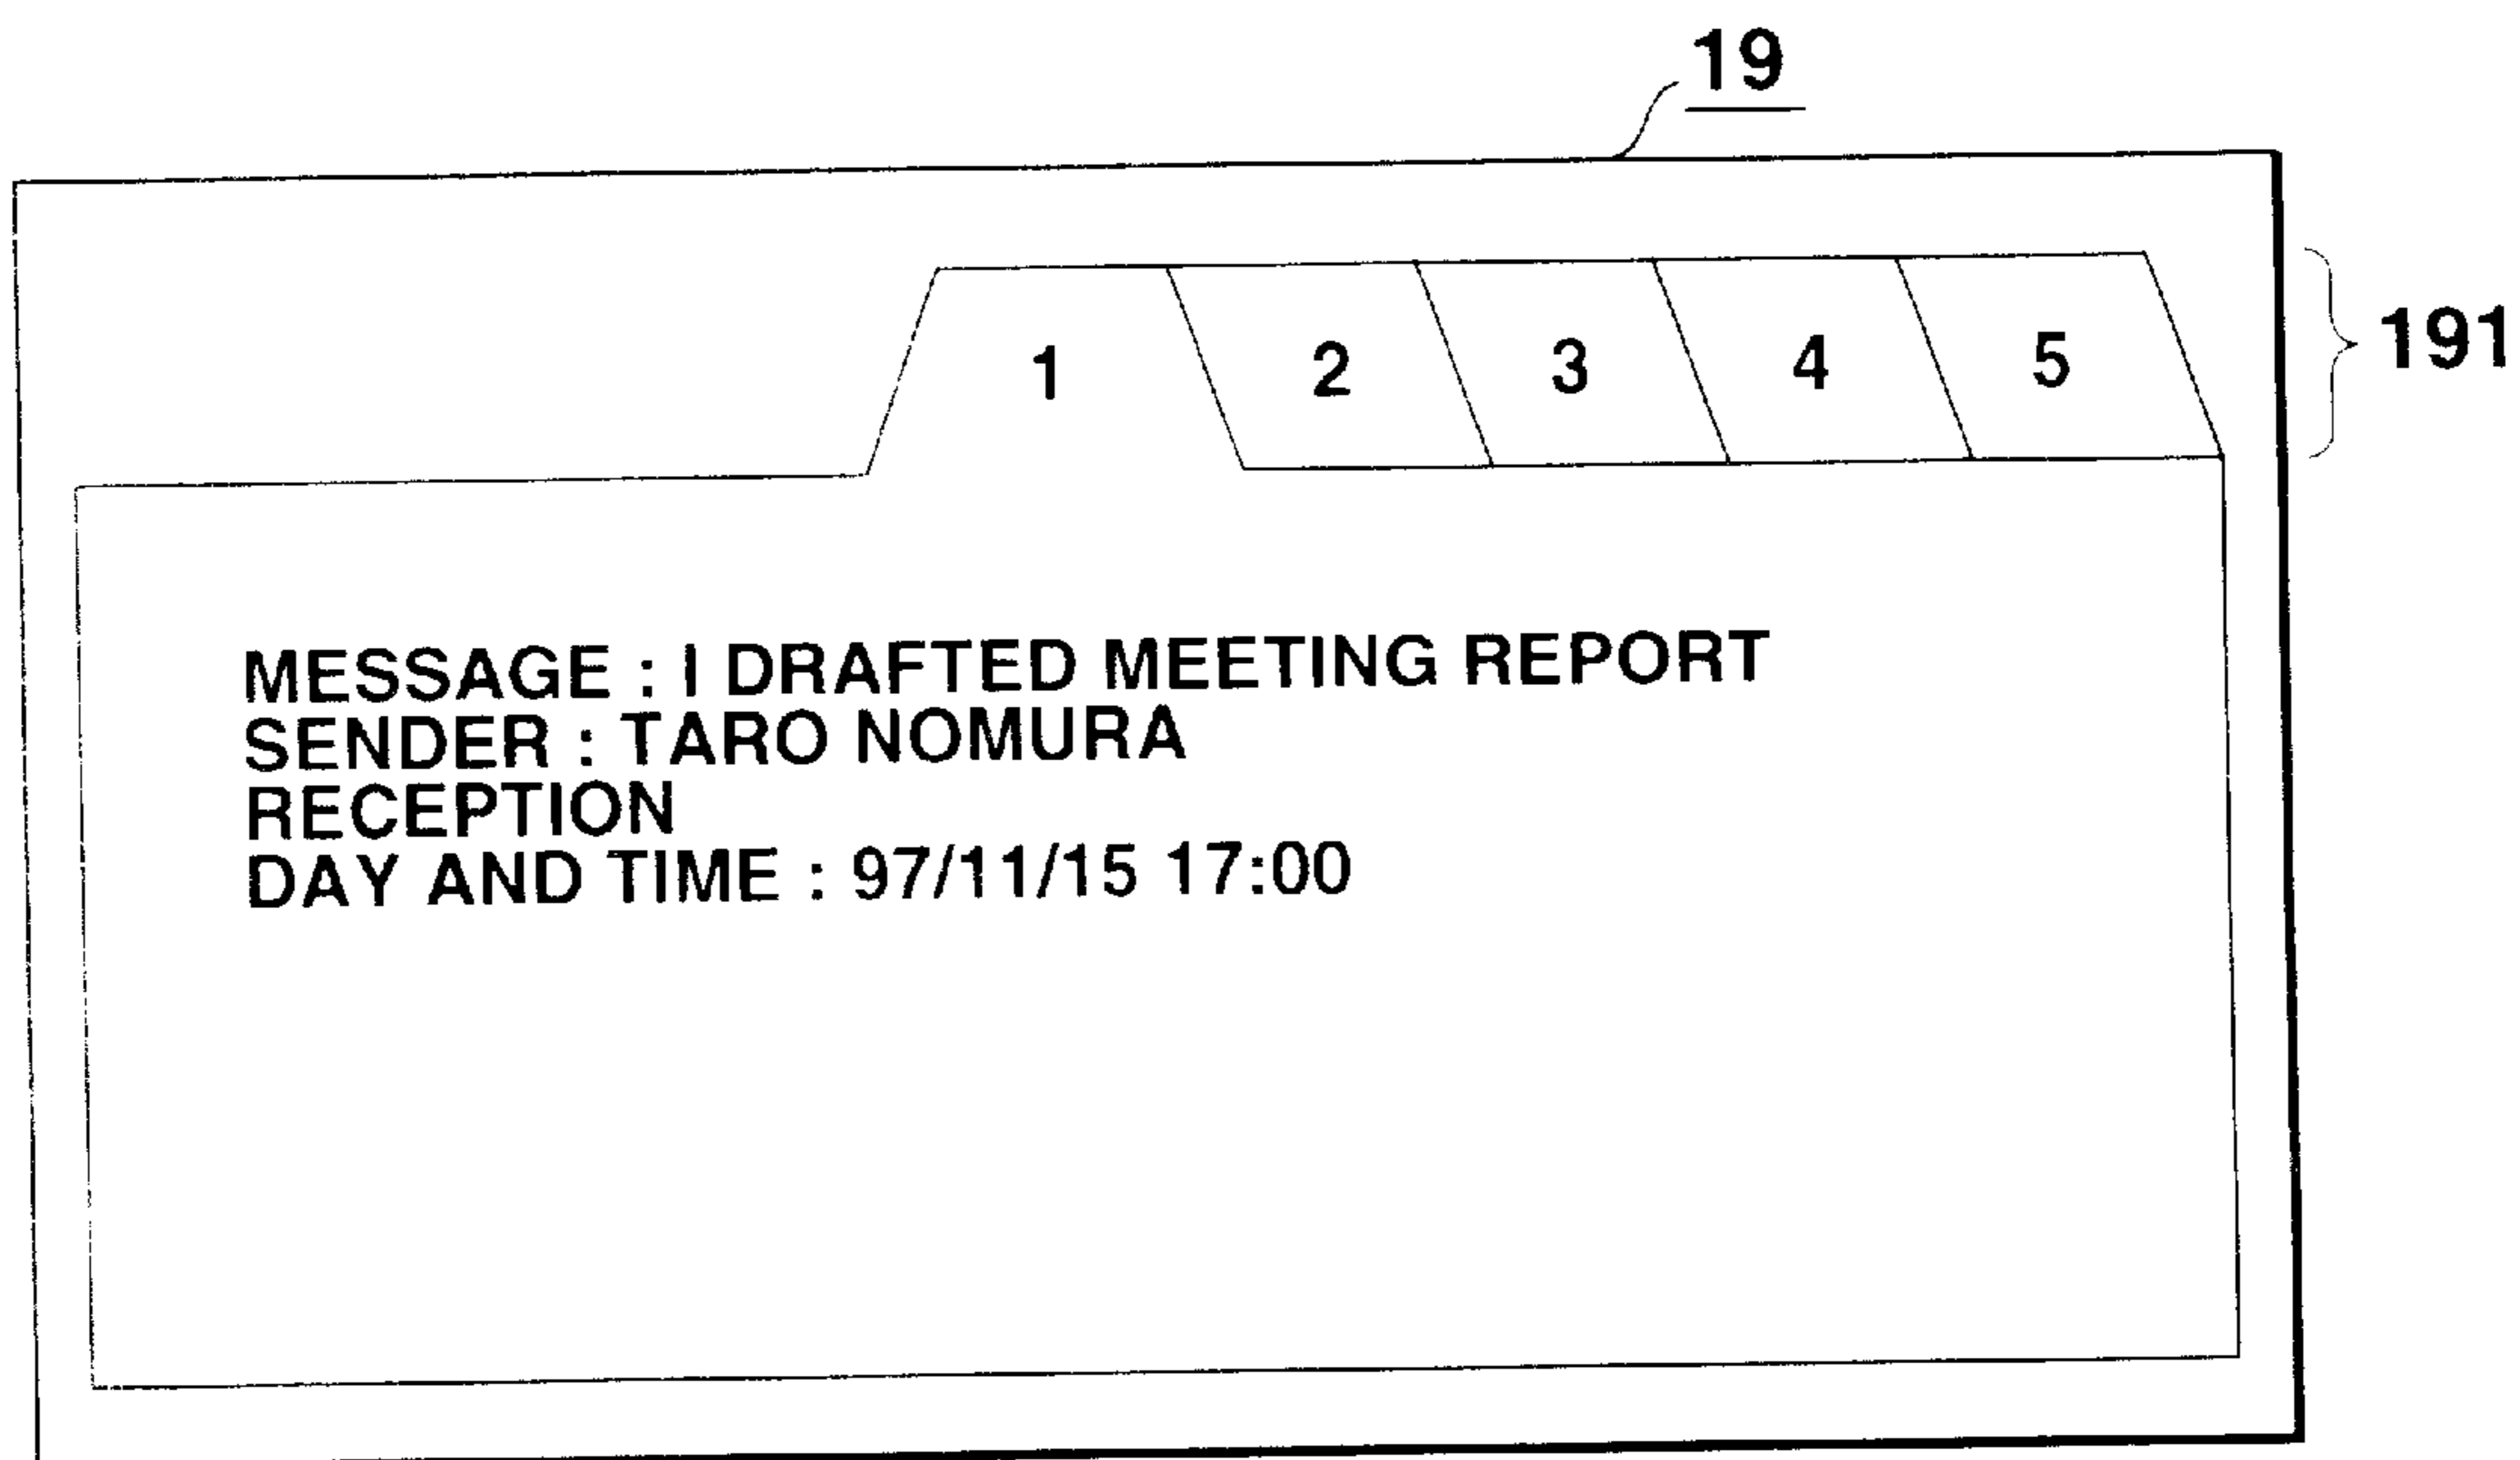 19
1 2 3 4 5
191
MESSAGE : I DRAFTED MEETING REPORT
SENDER : TARO NOMURA
RECEPTION
DAY AND TIME : 97/11/15 17:00